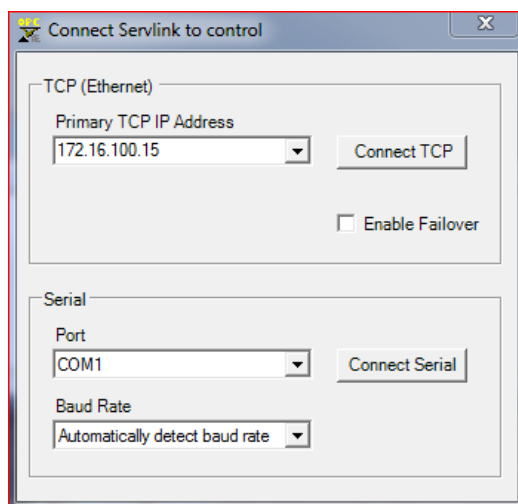 OPC
Connect Servlink to control
TCP (Ethernet)
Primary TCP IP Address
172.16.100.15
Connect TCP
Enable Failover
Serial
Port
COM1
Connect Serial
Baud Rate
Automatically detect baud rate